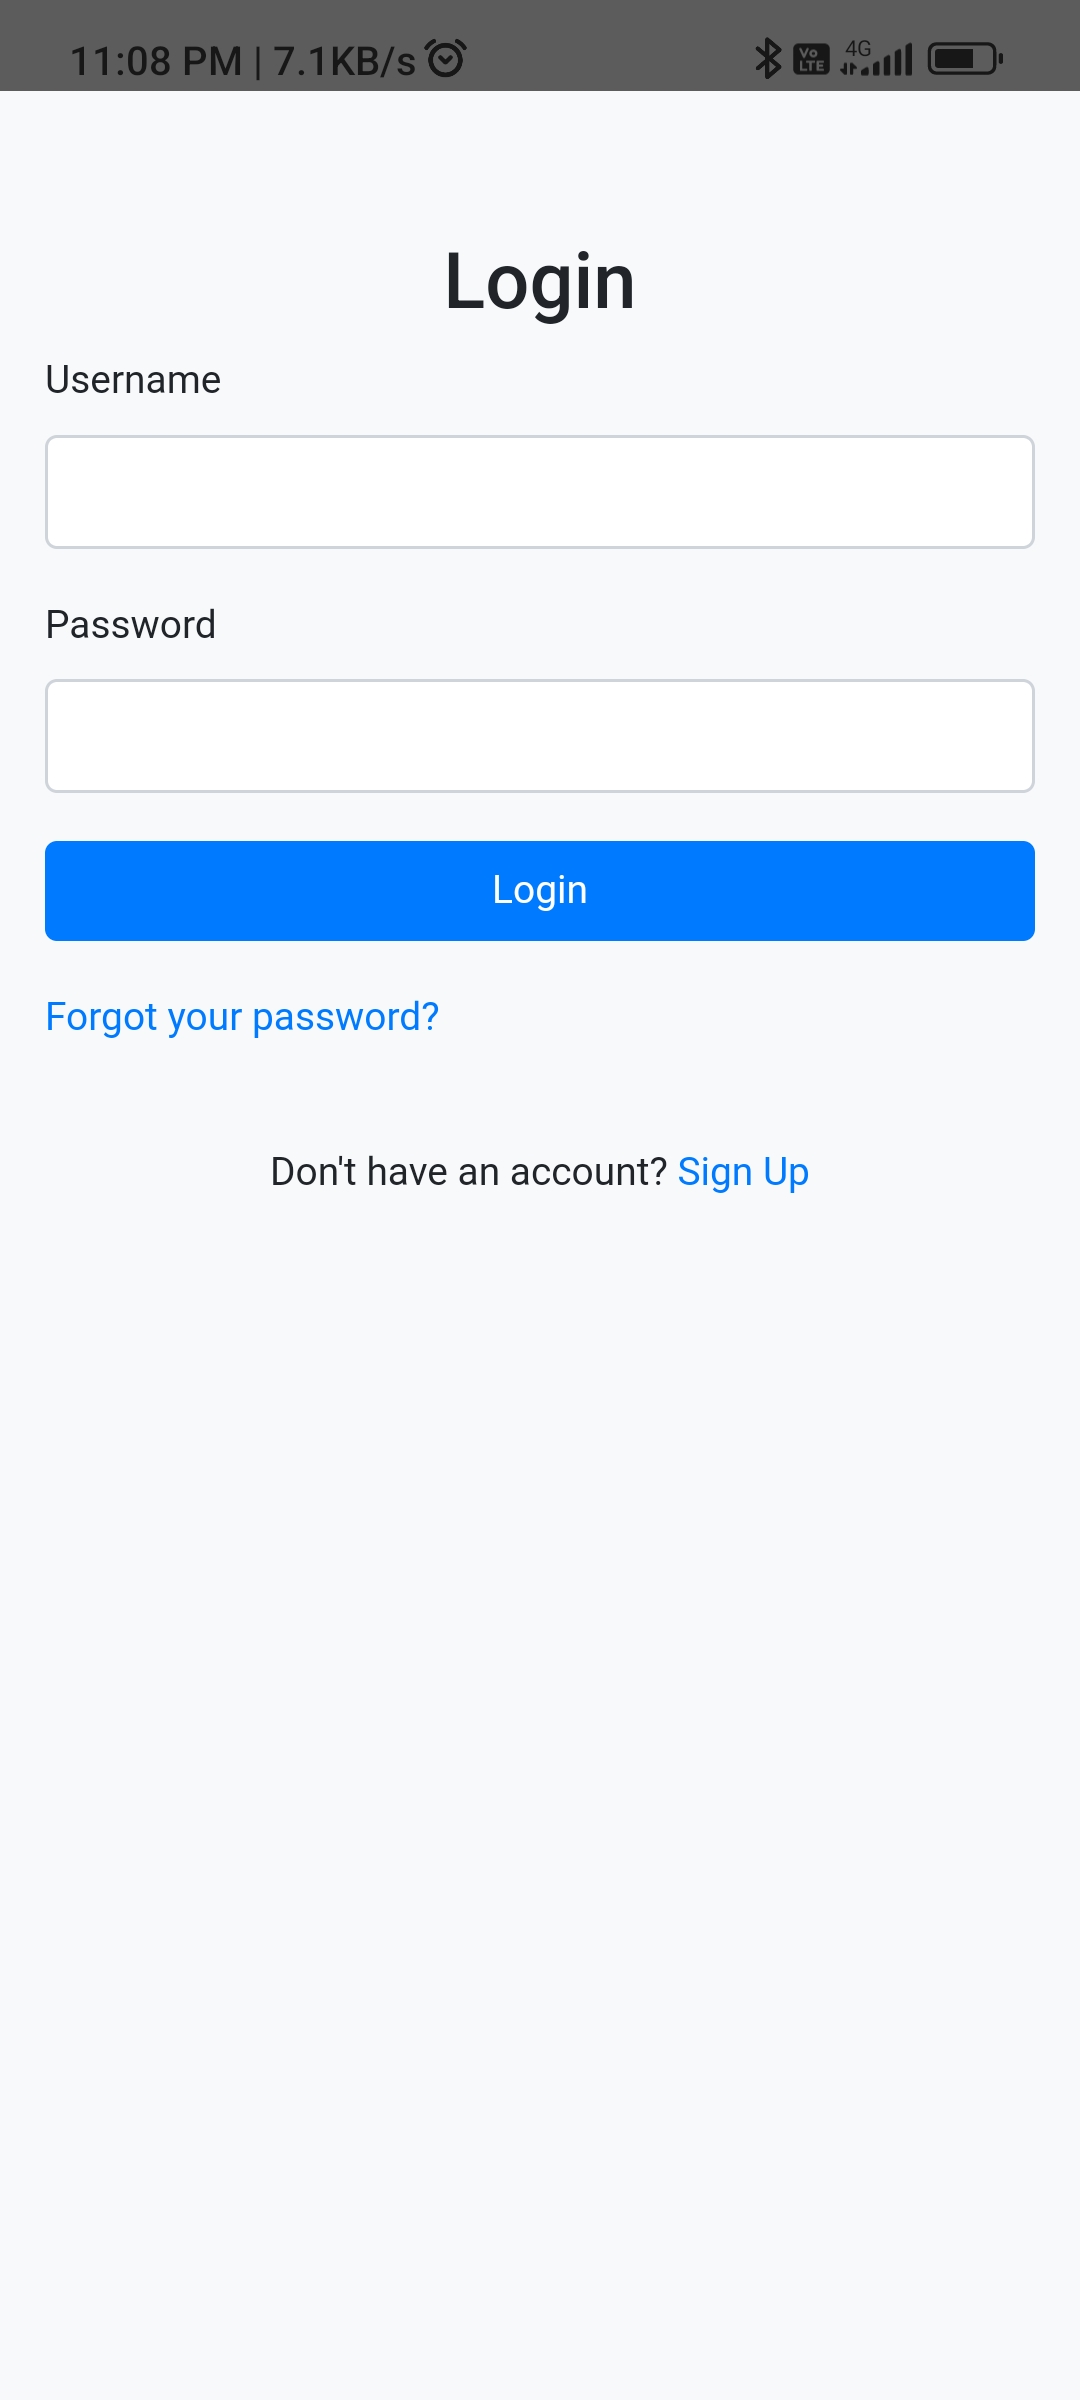 11:08 PM | 7.1KB/s Vo LTE 4G
Login
Username
Password
Login
Forgot your password?
Don't have an account? Sign Up